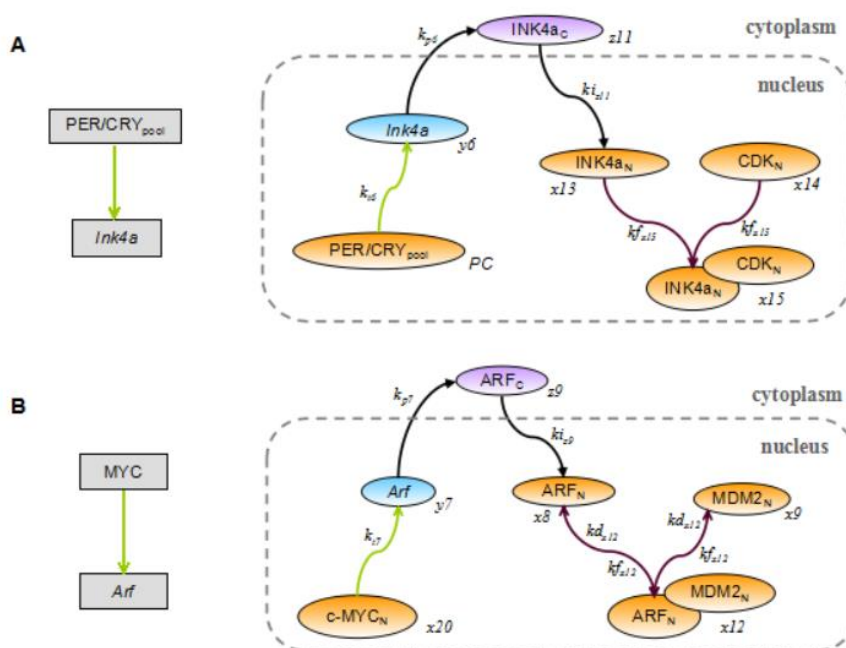 A
PER/CRYpool
Ink4a
cytoplasm
nucleus
INK4aC
z11
kp6
kiz11
Ink4a
y6
kt6
PER/CRYpool
PC
INK4aN
x13
CDKN
x14
kfx15
kfx15
INK4aN
CDKN
x15
B
MYC
Arf
cytoplasm
nucleus
ARFC
z9
kp7
kiz9
Arf
y7
kt7
c-MYCN
x20
ARFN
x8
MDM2N
x9
kdx12
kdx12
kfx12
kfx12
ARFN
MDM2N
x12